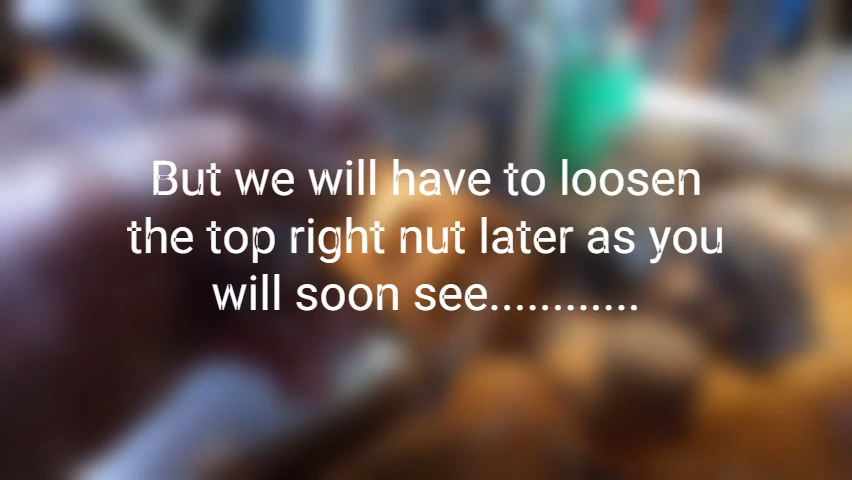 But we will have to loosen
the top right nut later as you
will soon see............